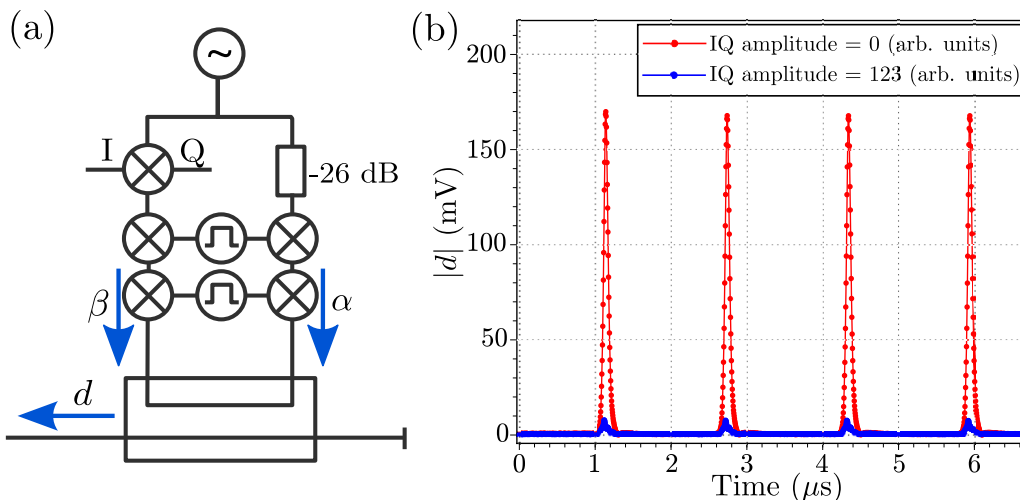 (a)
~
I
Q
-26 dB
β
α
d
(b)
IQ amplitude = 0 (arb. units)
IQ amplitude = 123 (arb. units)
|d| (mV)
200
150
100
50
0
0 1 2 3 4 5 6
Time (μs)